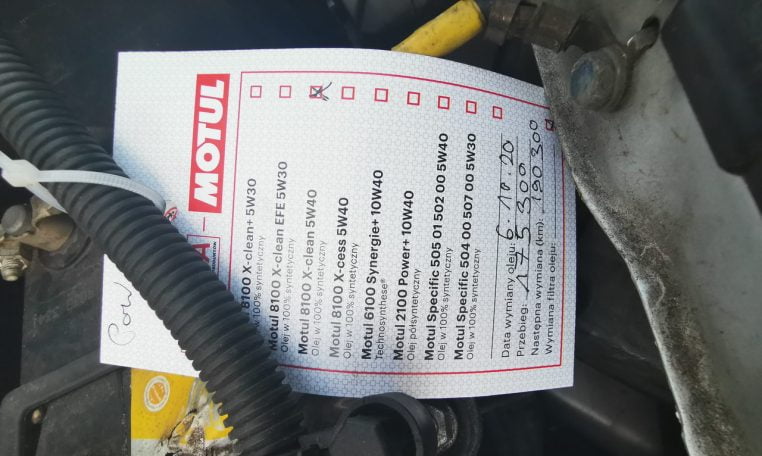 MOTUL
8100 X-clean+ 5W30
Olej w 100% syntetyczny
Motul 8100 X-clean EFE 5W30
Olej w 100% syntetyczny
Motul 8100 X-clean 5W40
Olej w 100% syntetyczny
Motul 8100 X-cess 5W40
Olej w 100% syntetyczny
Motul 6100 Synergie+ 10W40
Technosynthese®
Motul 2100 Power+ 10W40
Olej półsyntetyczny
Motul Specific 505 01 502 00 5W40
Olej w 100% syntetyczny
Motul Specific 504 00 507 00 5W30
Olej w 100% syntetyczny
Data wymiany oleju: 6.10.20
Przebieg: 175 300
Następna wymiana (km): 190 300
Wymiana filtra oleju: